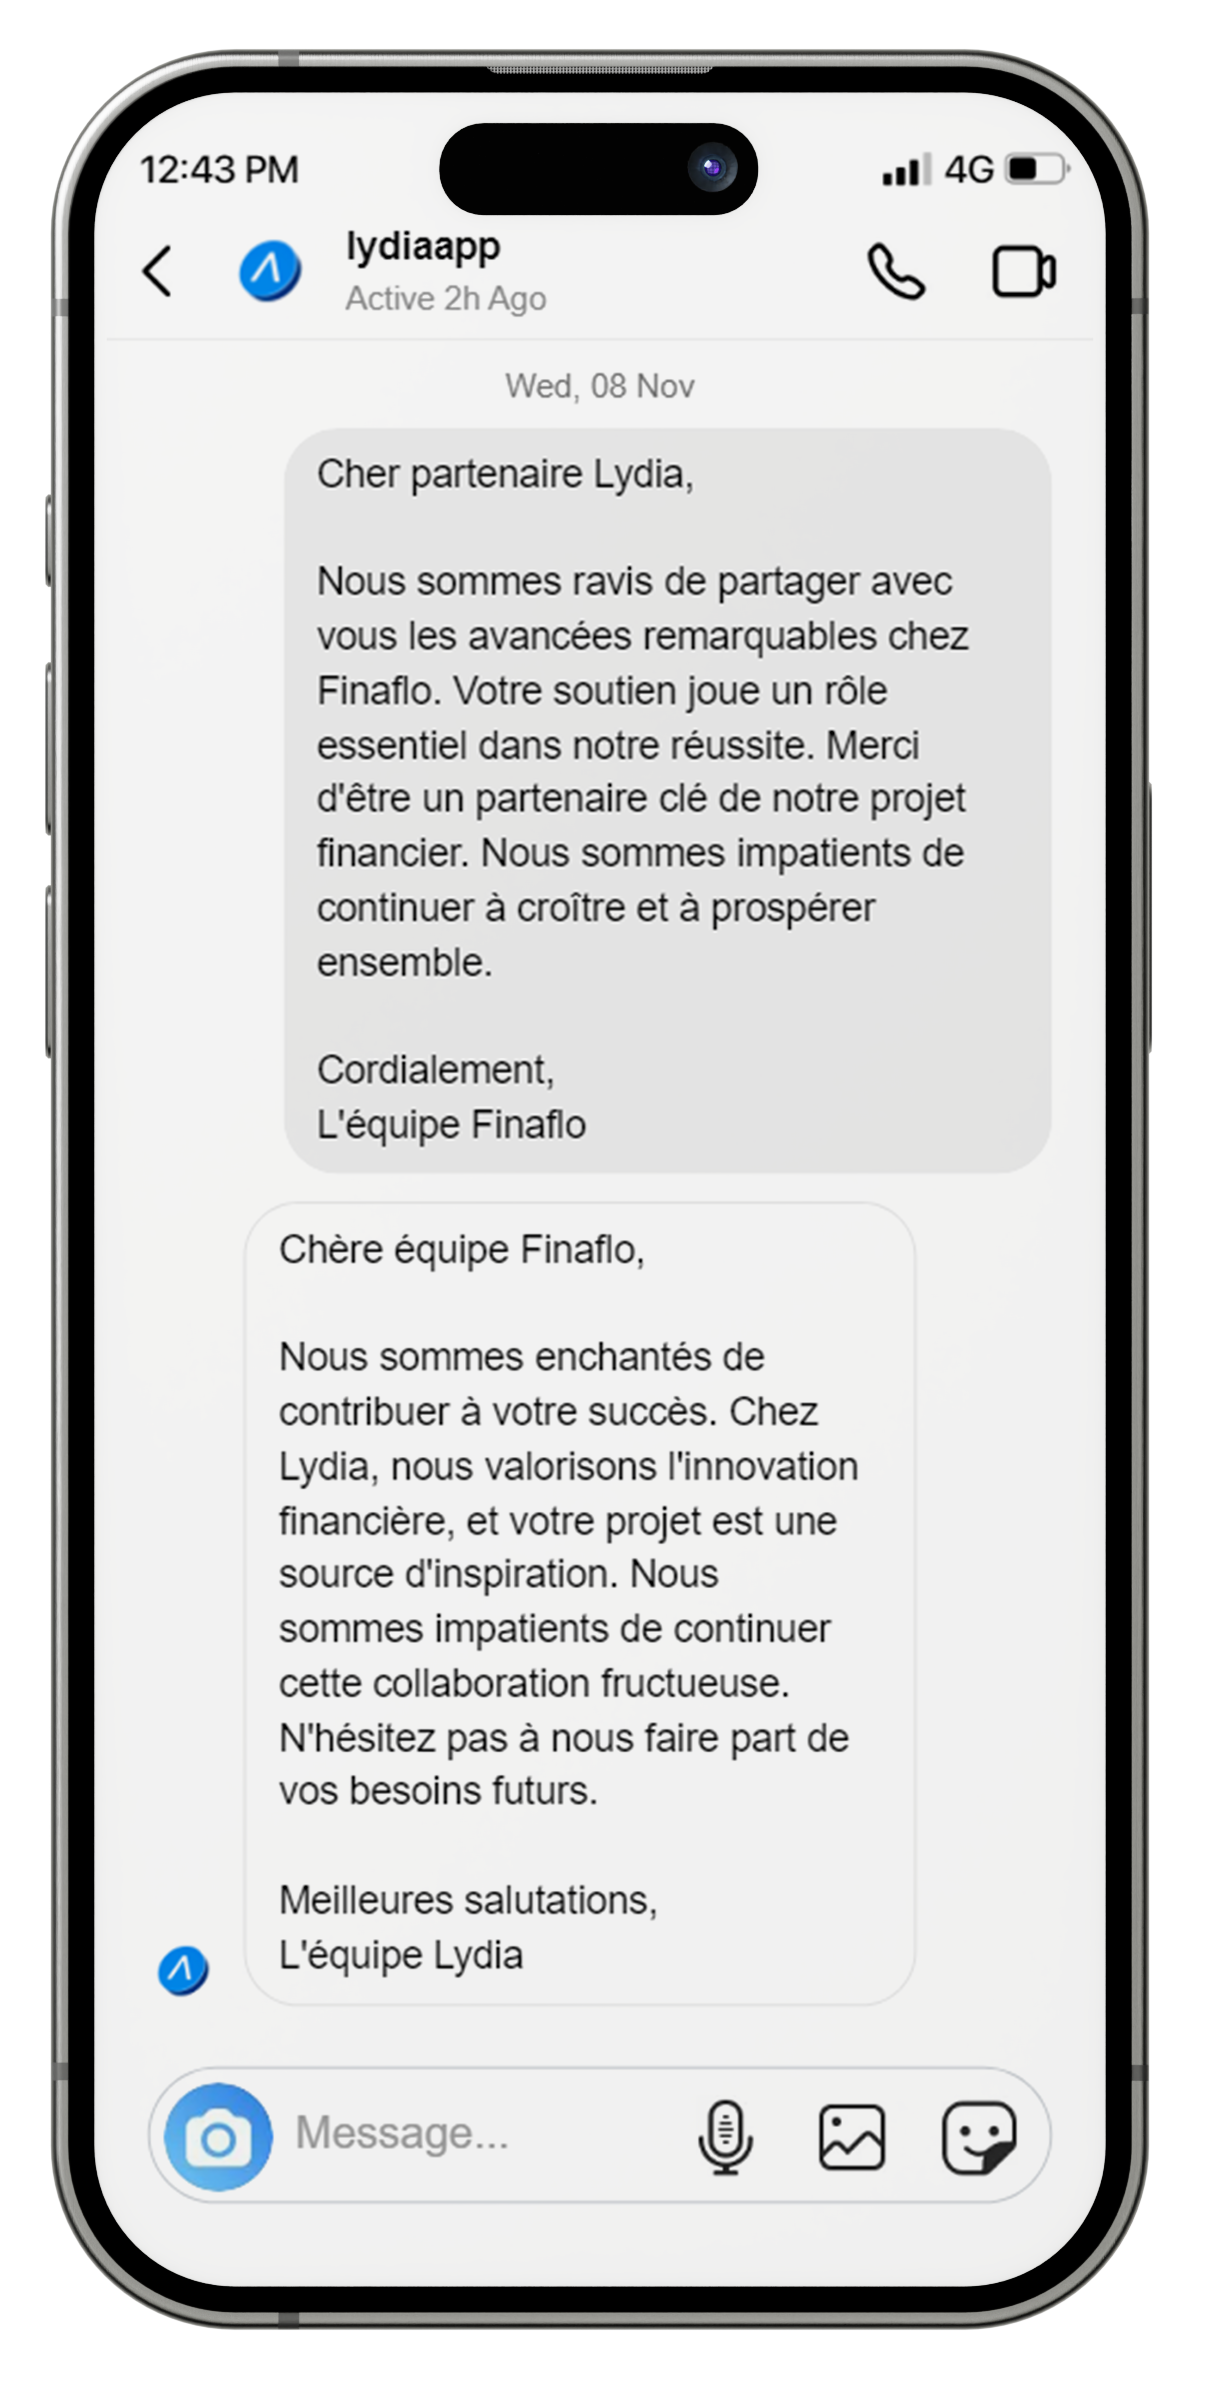 12:43 PM
4G
lydiaapp
Active 2h Ago
Wed, 08 Nov
Cher partenaire Lydia,
Nous sommes ravis de partager avec
vous les avancées remarquables chez
Finaflo. Votre soutien joue un rôle
essentiel dans notre réussite. Merci
d'être un partenaire clé de notre projet
financier. Nous sommes impatients de
continuer à croître et à prospérer
ensemble.
Cordialement,
L'équipe Finaflo
Chère équipe Finaflo,
Nous sommes enchantés de
contribuer à votre succès. Chez
Lydia, nous valorisons l'innovation
financière, et votre projet est une
source d'inspiration. Nous
sommes impatients de continuer
cette collaboration fructueuse.
N'hésitez pas à nous faire part de
vos besoins futurs.
Meilleures salutations,
L'équipe Lydia
Message...